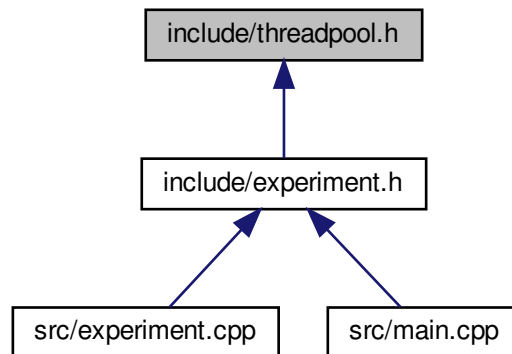 include/threadpool.h
include/experiment.h
src/experiment.cpp
src/main.cpp